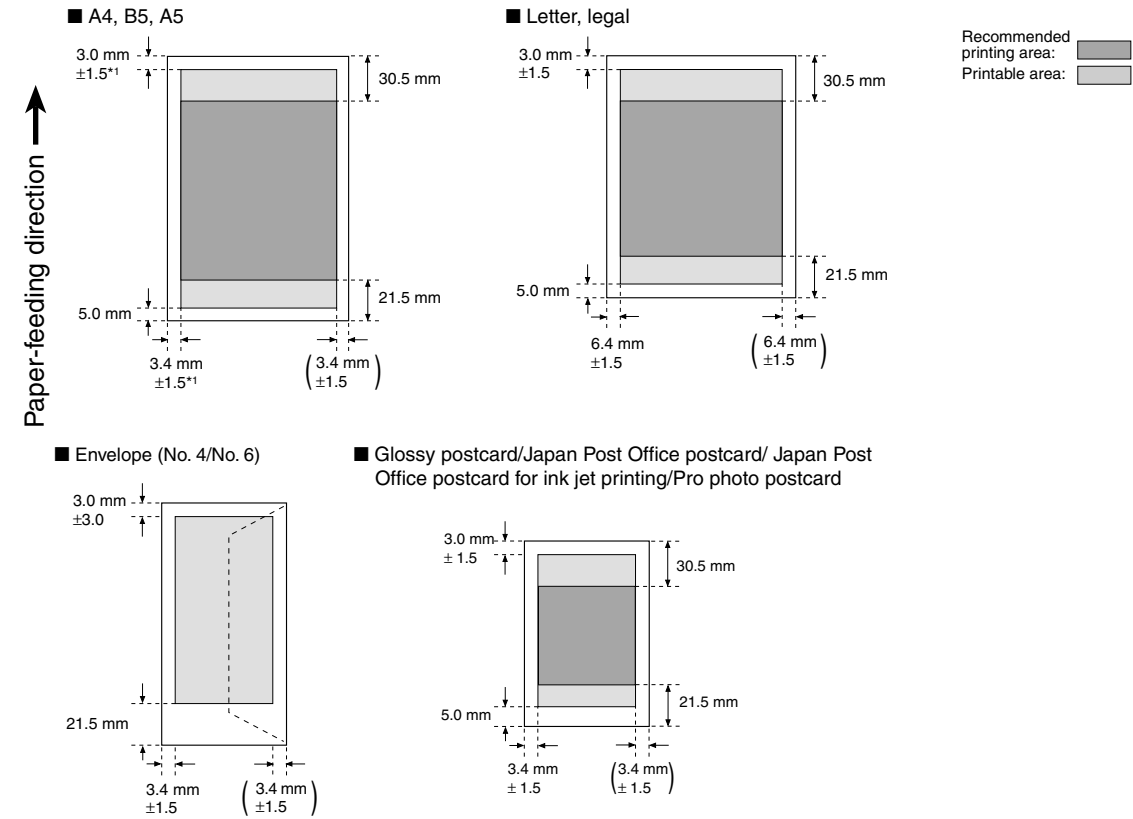 ■ A4, B5, A5
3.0 mm
±1.5*1
30.5 mm
21.5 mm
5.0 mm
3.4 mm
±1.5*1
( 3.4 mm
±1.5 )
■ Letter, legal
3.0 mm
±1.5
30.5 mm
21.5 mm
5.0 mm
6.4 mm
±1.5
( 6.4 mm
±1.5 )
Recommended
printing area:
Printable area:
Paper-feeding direction
■ Envelope (No. 4/No. 6)
3.0 mm
±3.0
21.5 mm
3.4 mm
±1.5
( 3.4 mm
±1.5 )
■ Glossy postcard/Japan Post Office postcard/ Japan Post
Office postcard for ink jet printing/Pro photo postcard
3.0 mm
± 1.5
30.5 mm
21.5 mm
5.0 mm
3.4 mm
± 1.5
(3.4 mm
± 1.5 )